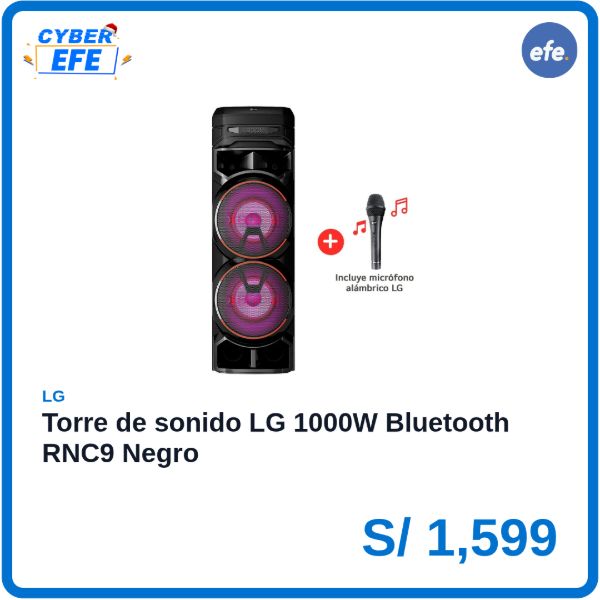 CYBER
EFE
efe.
Incluye micrófono
alámbrico LG
LG
Torre de sonido LG 1000W Bluetooth
RNC9 Negro
S/ 1,599